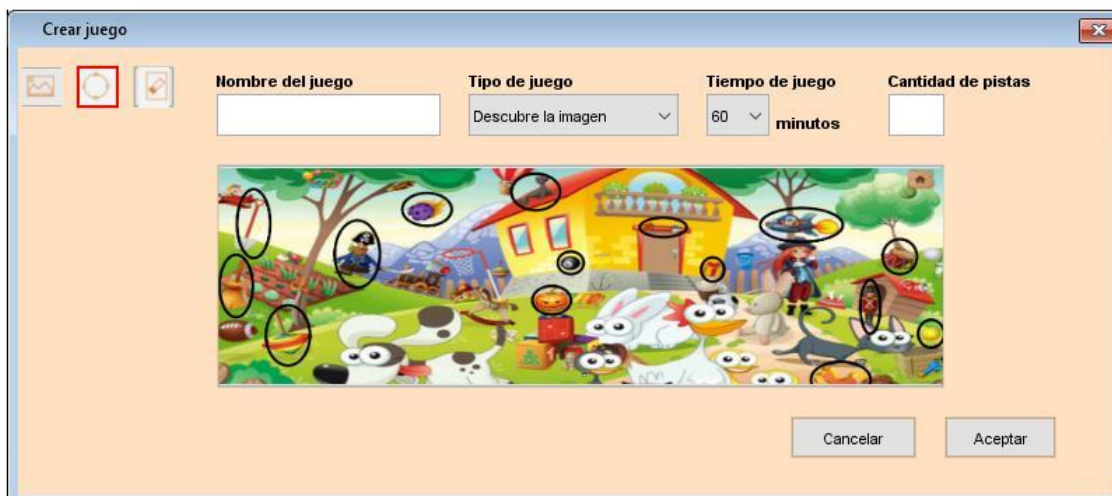 Crear juego
Nombre del juego
Tipo de juego
Tiempo de juego
Cantidad de pistas
Descubre la imagen
60
minutos
7
Cancelar
Aceptar